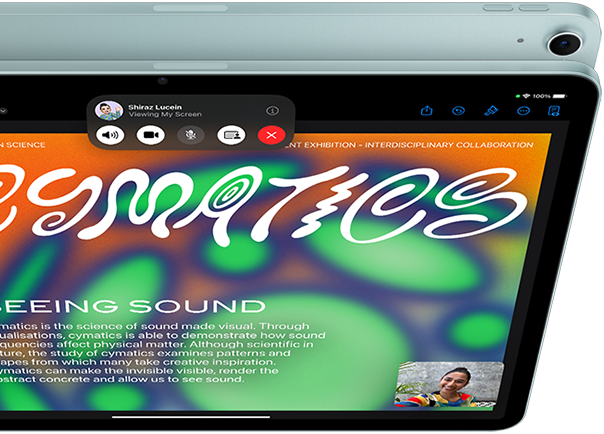 Shiraz Lucein
Viewing My Screen
100%
N SCIENCE
ENT EXHIBITION - INTERDISCIPLINARY COLLABORATION
CYMATICS
SEEING SOUND
matics is the science of sound made visual. Through
ualisations, cymatics is able to demonstrate how sound
equencies affect physical matter. Although scientific in
ture, the study of cymatics examines patterns and
apes from which many take creative inspiration.
ymatics can make the invisible visible, render the
bstract concrete and allow us to see sound.